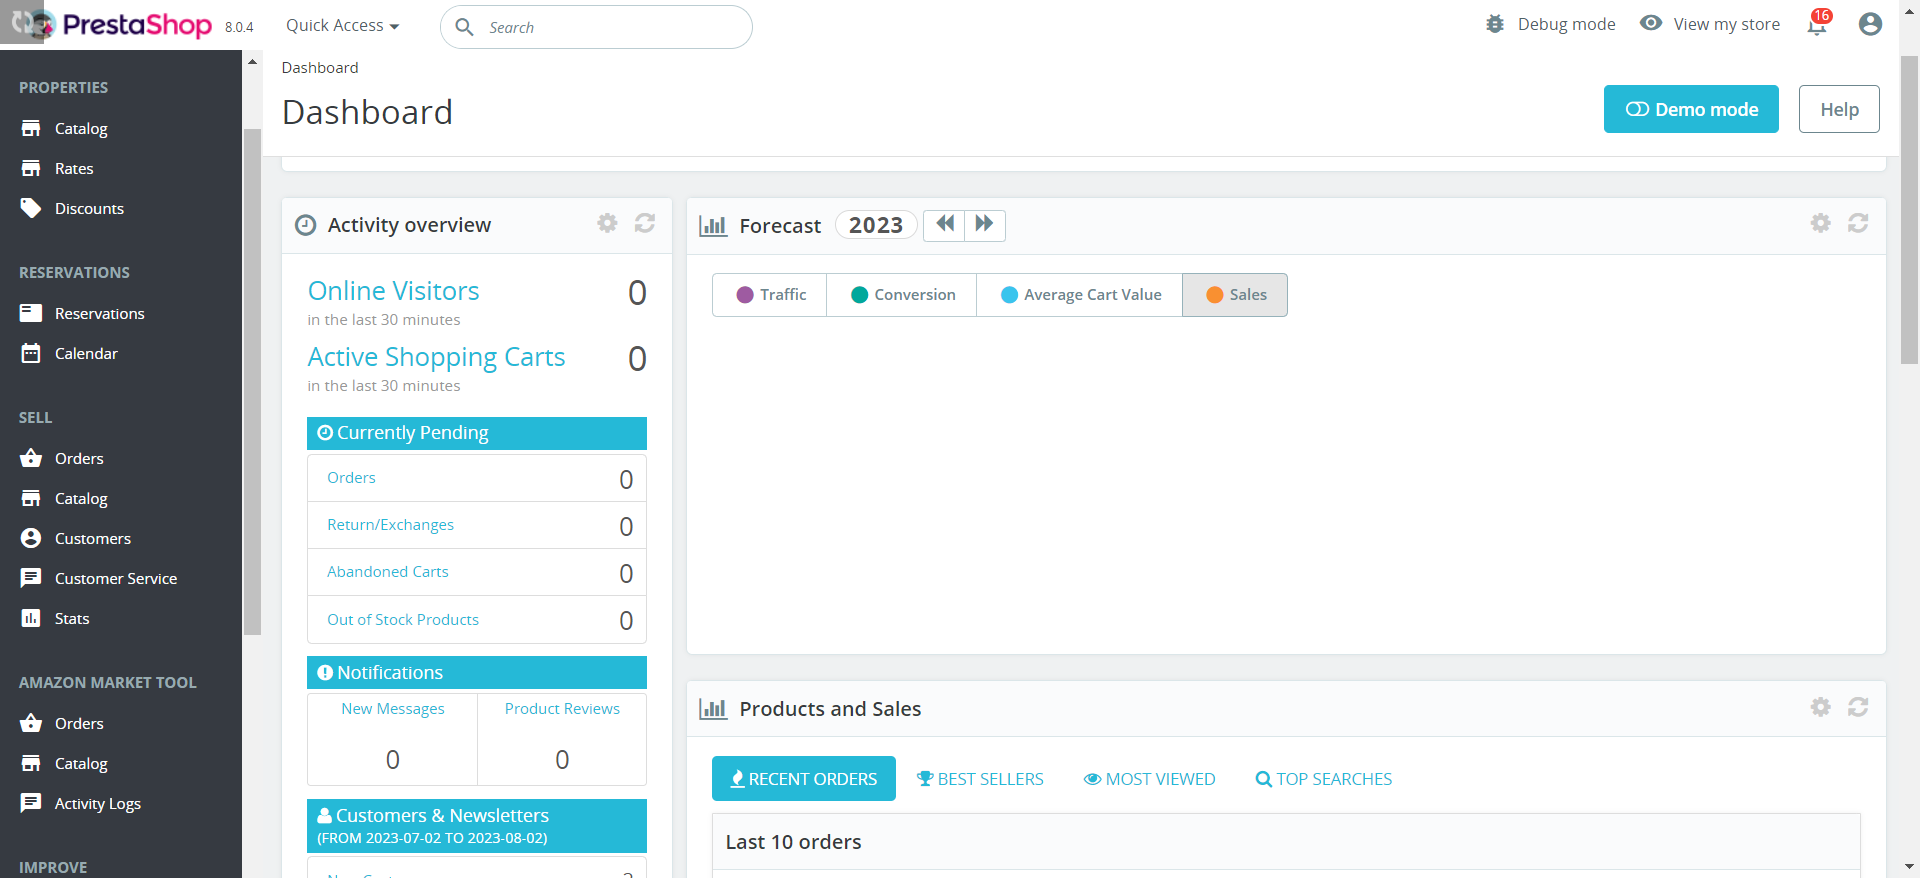 PrestaShop 8.0.4
Quick Access
Search
Debug mode
View my store
16
Dashboard
Dashboard
Demo mode
Help
PROPERTIES
Catalog
Rates
Discounts
RESERVATIONS
Reservations
Calendar
SELL
Orders
Catalog
Customers
Customer Service
Stats
AMAZON MARKET TOOL
Orders
Catalog
Activity Logs
IMPROVE
Activity overview
Online Visitors 0
in the last 30 minutes
Active Shopping Carts 0
in the last 30 minutes
Currently Pending
Orders 0
Return/Exchanges 0
Abandoned Carts 0
Out of Stock Products 0
Notifications
New Messages Product Reviews
0 0
Customers & Newsletters
(FROM 2023-07-02 TO 2023-08-02)
Forecast 2023
Traffic Conversion Average Cart Value Sales
Products and Sales
RECENT ORDERS BEST SELLERS MOST VIEWED TOP SEARCHES
Last 10 orders